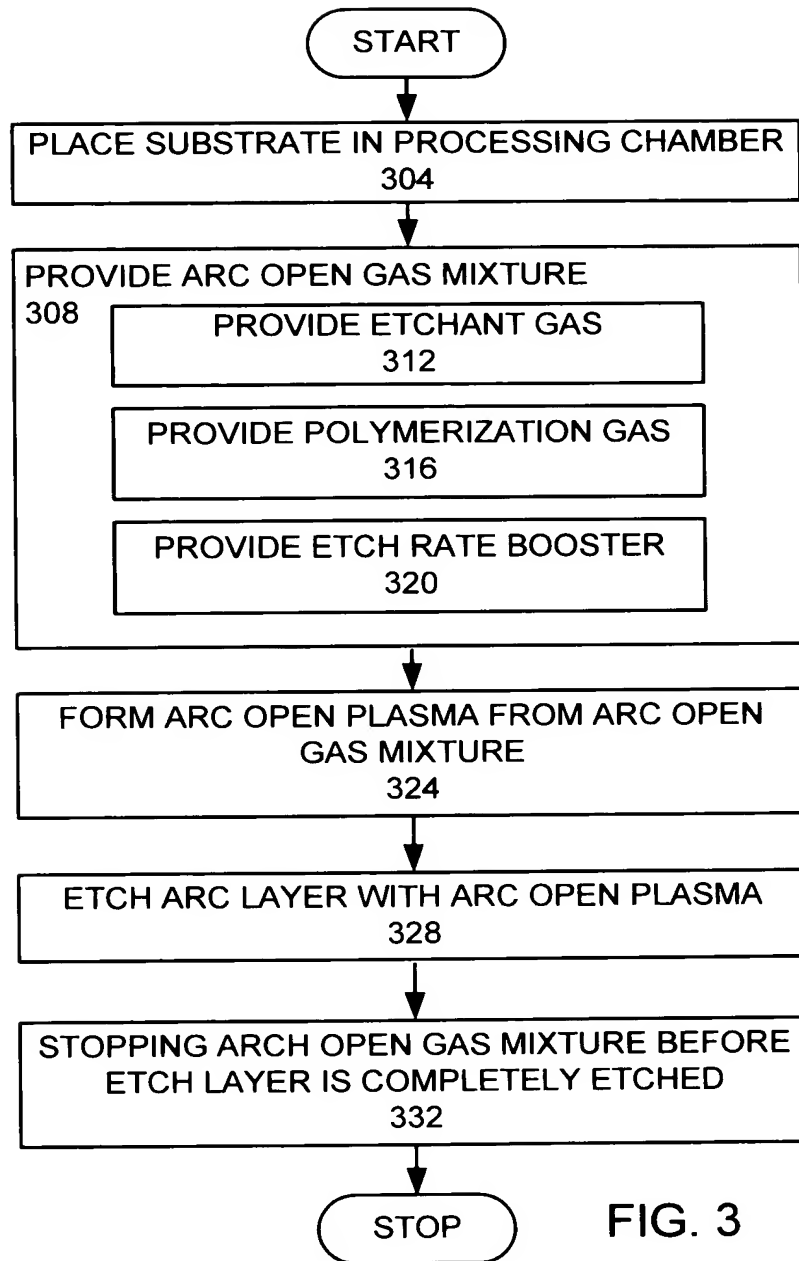 START
PLACE SUBSTRATE IN PROCESSING CHAMBER
304
PROVIDE ARC OPEN GAS MIXTURE
308
PROVIDE ETCHANT GAS
312
PROVIDE POLYMERIZATION GAS
316
PROVIDE ETCH RATE BOOSTER
320
FORM ARC OPEN PLASMA FROM ARC OPEN
GAS MIXTURE
324
ETCH ARC LAYER WITH ARC OPEN PLASMA
328
STOPPING ARCH OPEN GAS MIXTURE BEFORE
ETCH LAYER IS COMPLETELY ETCHED
332
STOP
FIG. 3